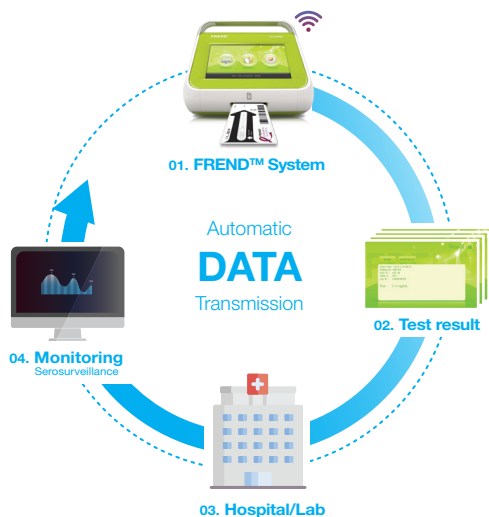 01. FREND™ System
Automatic
DATA
Transmission
02. Test result
04. Monitoring
Serosurveillance
03. Hospital/Lab